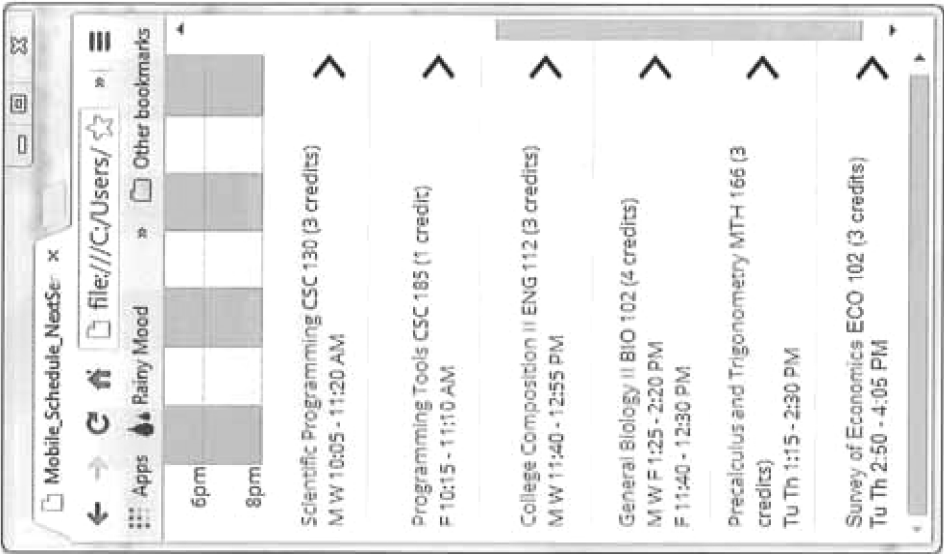 Mobile_Schedule_NextSe
file:///C:/Users/
Apps Rainy Mood » Other bookmarks
6pm
8pm
Scientific Programming CSC 130 (3 credits)
M W 10:05 - 11:20 AM
Programming Tools CSC 185 (1 credit)
F 10:15 - 11:10 AM
College Composition II ENG 112 (3 credits)
M W 11:40 - 12:55 PM
General Biology II BIO 102 (4 credits)
M W F 1:25 - 2:20 PM
F 11:40 - 12:30 PM
Precalculus and Trigonometry MTH 166 (3
credits)
Tu Th 1:15 - 2:30 PM
Survey of Economics ECO 102 (3 credits)
Tu Th 2:50 - 4:05 PM